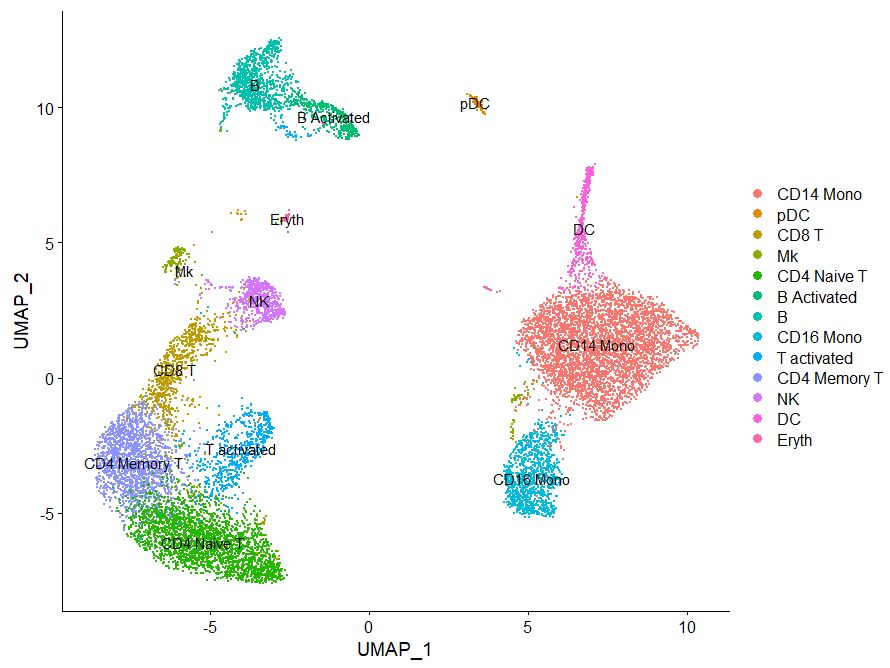 B
B Activated
pDC
Eryth
DC
Mk
NK
CD14 Mono
CD8 T
T activated
CD4 Memory T
CD16 Mono
CD4 Naive T
10
5
0
-5
UMAP_2
-5
0
5
10
UMAP_1
CD14 Mono
pDC
CD8 T
Mk
CD4 Naive T
B Activated
B
CD16 Mono
T activated
CD4 Memory T
NK
DC
Eryth